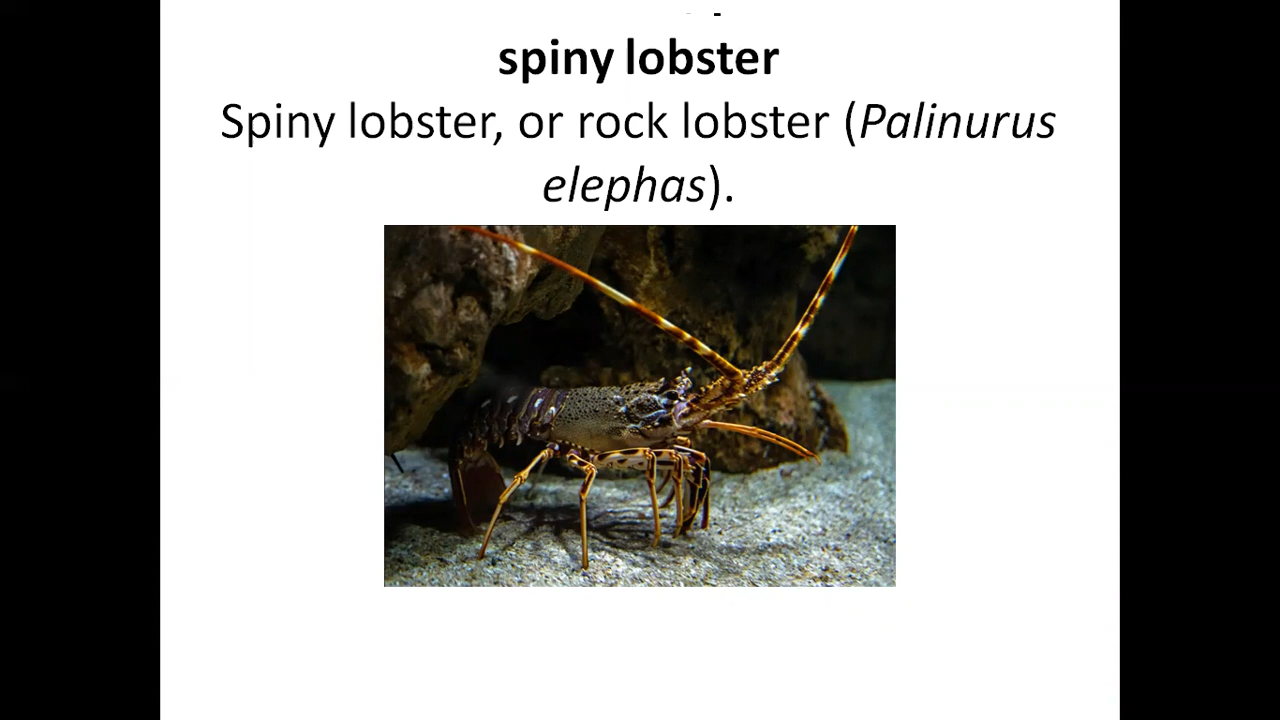 spiny lobster
Spiny lobster, or rock lobster (Palinurus
elephas).